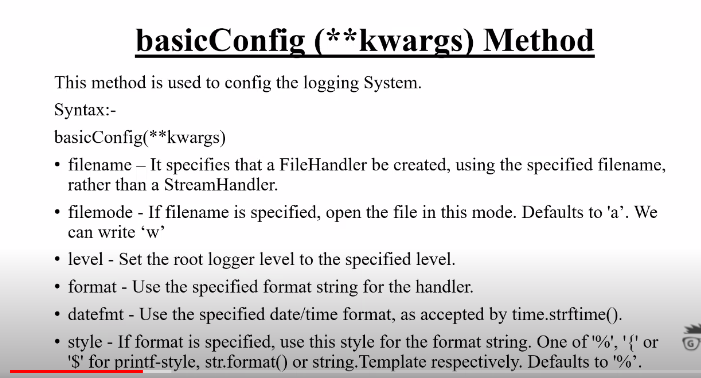 basicConfig (**kwargs) Method
This method is used to config the logging System.
Syntax:-
basicConfig(**kwargs)
• filename – It specifies that a FileHandler be created, using the specified filename,
rather than a StreamHandler.
• filemode - If filename is specified, open the file in this mode. Defaults to 'a’. We
can write ‘w’
• level - Set the root logger level to the specified level.
• format - Use the specified format string for the handler.
• datefmt - Use the specified date/time format, as accepted by time.strftime().
• style - If format is specified, use this style for the format string. One of '%', '{' or
'$' for printf-style, str.format() or string.Template respectively. Defaults to '%’.
G